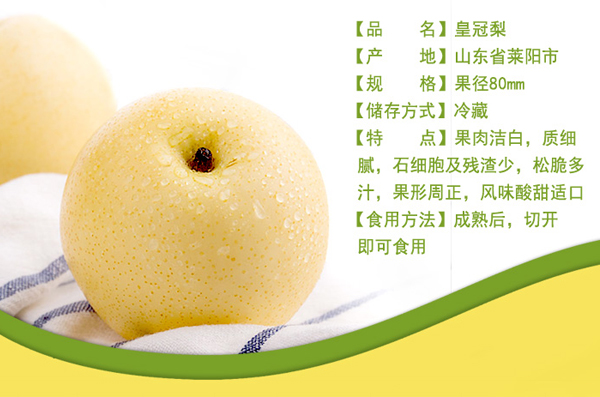 【品　　名】皇冠梨
【产　　地】山东省莱阳市
【规　　格】果径80mm
【储存方式】冷藏
【特　　点】果肉洁白，质细
腻，石细胞及残渣少，松脆多
汁，果形周正，风味酸甜适口
【食用方法】成熟后，切开
即可食用